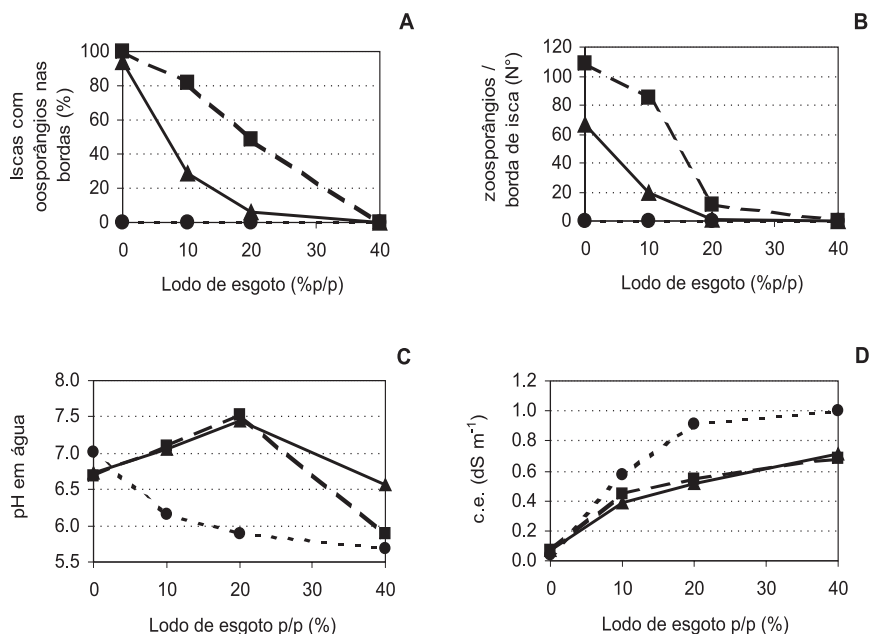 A
Iscas com
oosporângios nas
bordas (%)
100
80
60
40
20
0
0 10 20 30 40
Lodo de esgoto (%p/p)
B
zoosporângios /
borda de isca (N°)
120
100
80
60
40
20
0
0 10 20 30 40
Lodo de esgoto (%p/p)
C
pH em água
8.0
7.5
7.0
6.5
6.0
5.5
0 10 20 30 40
Lodo de esgoto p/p (%)
D
c.e. (dS m-1)
1.2
1.0
0.8
0.6
0.4
0.2
0.0
0 10 20 30 40
Lodo de esgoto p/p (%)